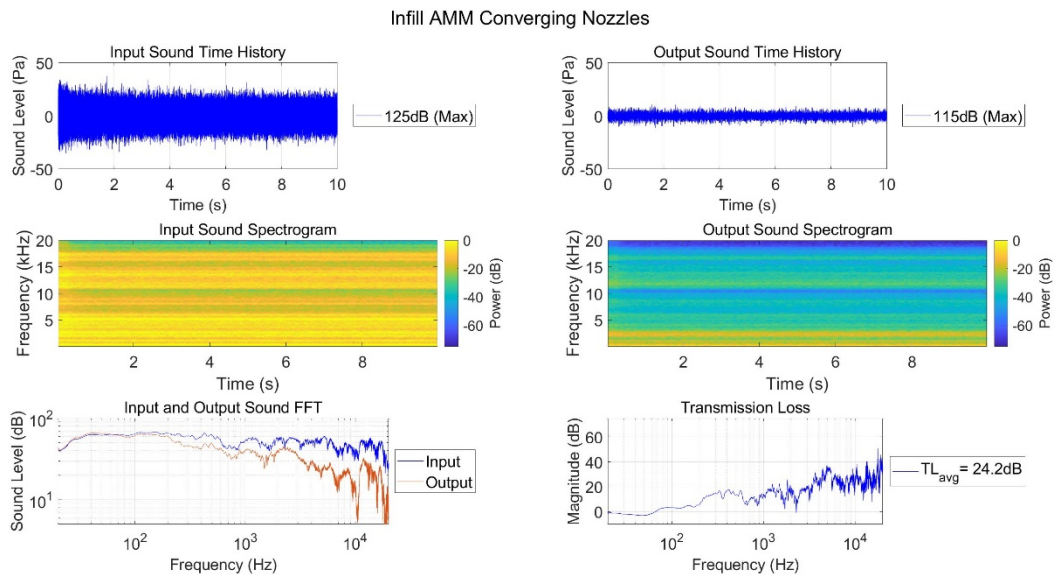 Infill AMM Converging Nozzles
Input Sound Time History
50
0
-50
Sound Level (Pa)
0 2 4 6 8 10
Time (s)
125dB (Max)
Output Sound Time History
50
0
-50
Sound Level (Pa)
0 2 4 6 8 10
Time (s)
115dB (Max)
Input Sound Spectrogram
20
15
10
5
Frequency (kHz)
2 4 6 8
Time (s)
0
-20
-40
-60
Power (dB)
Output Sound Spectrogram
20
15
10
5
Frequency (kHz)
2 4 6 8
Time (s)
0
-20
-40
-60
Power (dB)
Input and Output Sound FFT
10²
10¹
Sound Level (dB)
10² 10³ 10⁴
Frequency (Hz)
Input
Output
Transmission Loss
60
40
20
0
Magnitude (dB)
10² 10³ 10⁴
Frequency (Hz)
TLavg = 24.2dB